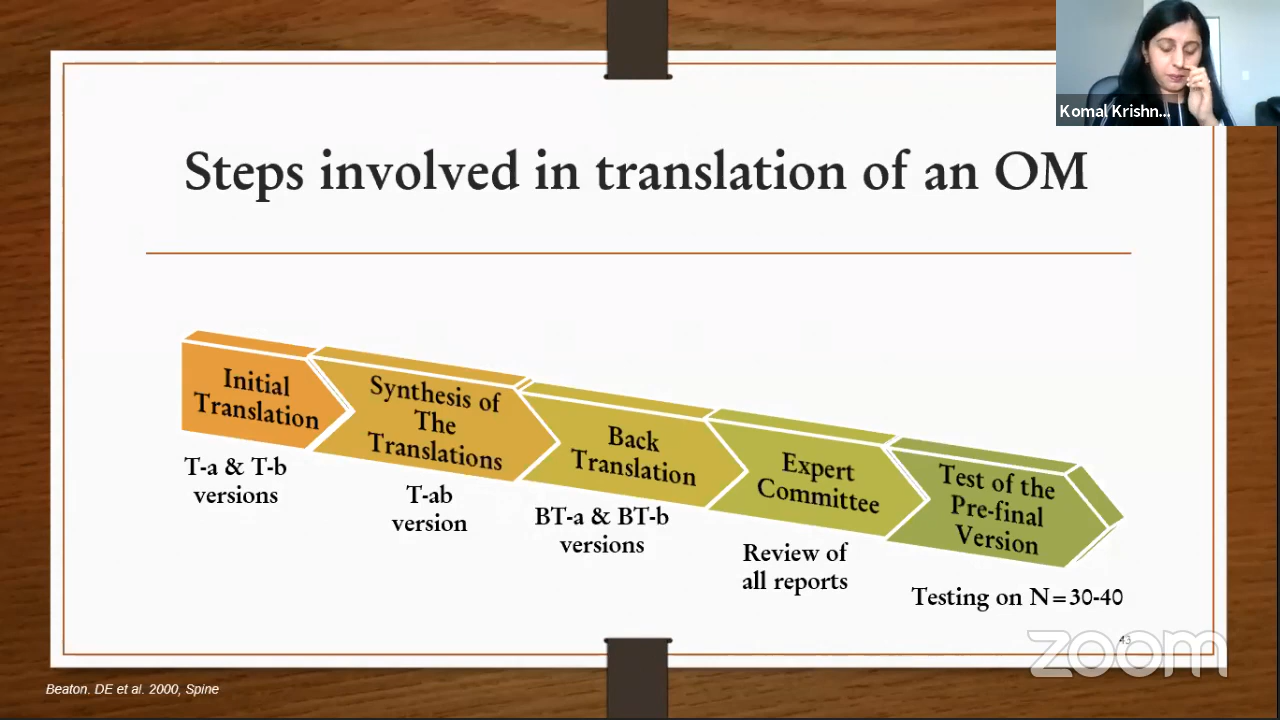 Komal Krishn...
Steps involved in translation of an OM
Initial
Translation
T-a & T-b
versions
Synthesis of
The
Translations
T-ab
version
Back
Translation
BT-a & BT-b
versions
Expert
Committee
Review of
all reports
Test of the
Pre-final
Version
Testing on N=30-40
43
zoom
Beaton. DE et al. 2000, Spine